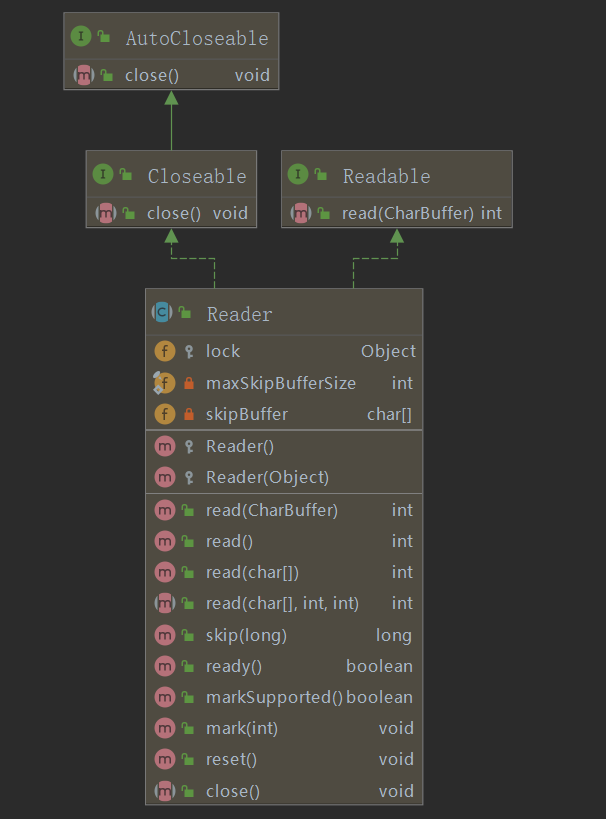 AutoCloseable
close() void
Closeable
close() void
Readable
read(CharBuffer) int
Reader
lock Object
maxSkipBufferSize int
skipBuffer char[]
Reader()
Reader(Object)
read(CharBuffer) int
read() int
read(char[]) int
read(char[], int, int) int
skip(long) long
ready() boolean
markSupported() boolean
mark(int) void
reset() void
close() void